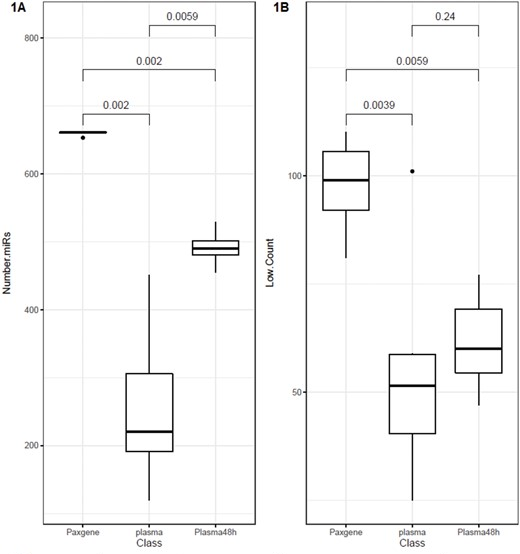 1A
0.0059
0.002
0.002
800
600
400
200
Number.miRs
Paxgene plasma Plasma48h
Class
1B
0.24
0.0059
0.0039
100
50
Low.Count
Paxgene plasma Plasma48h
Class